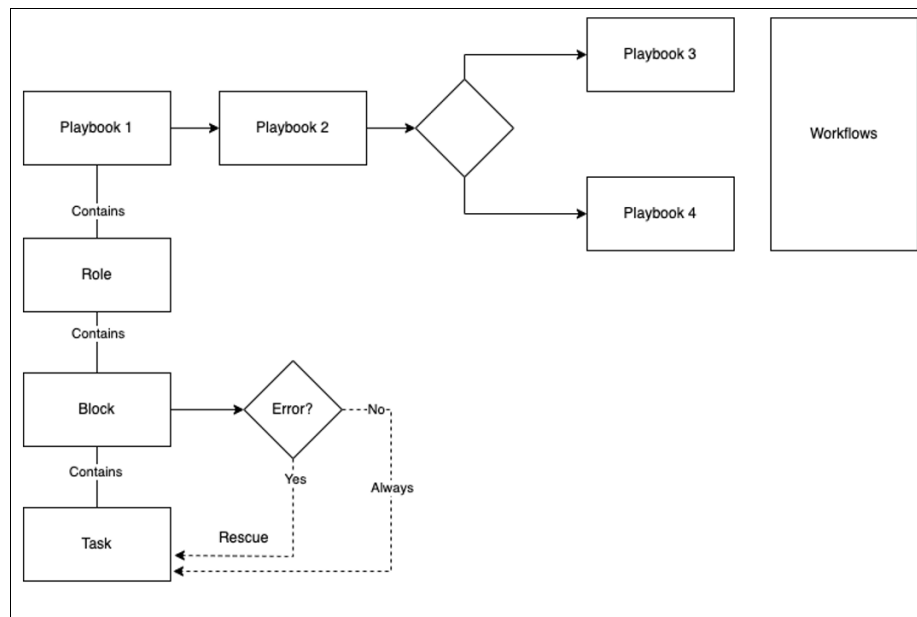 Playbook 3
Playbook 1
Playbook 2
Workflows
Playbook 4
Contains
Role
Contains
Block
Error?
No
Contains
Yes
Always
Rescue
Task